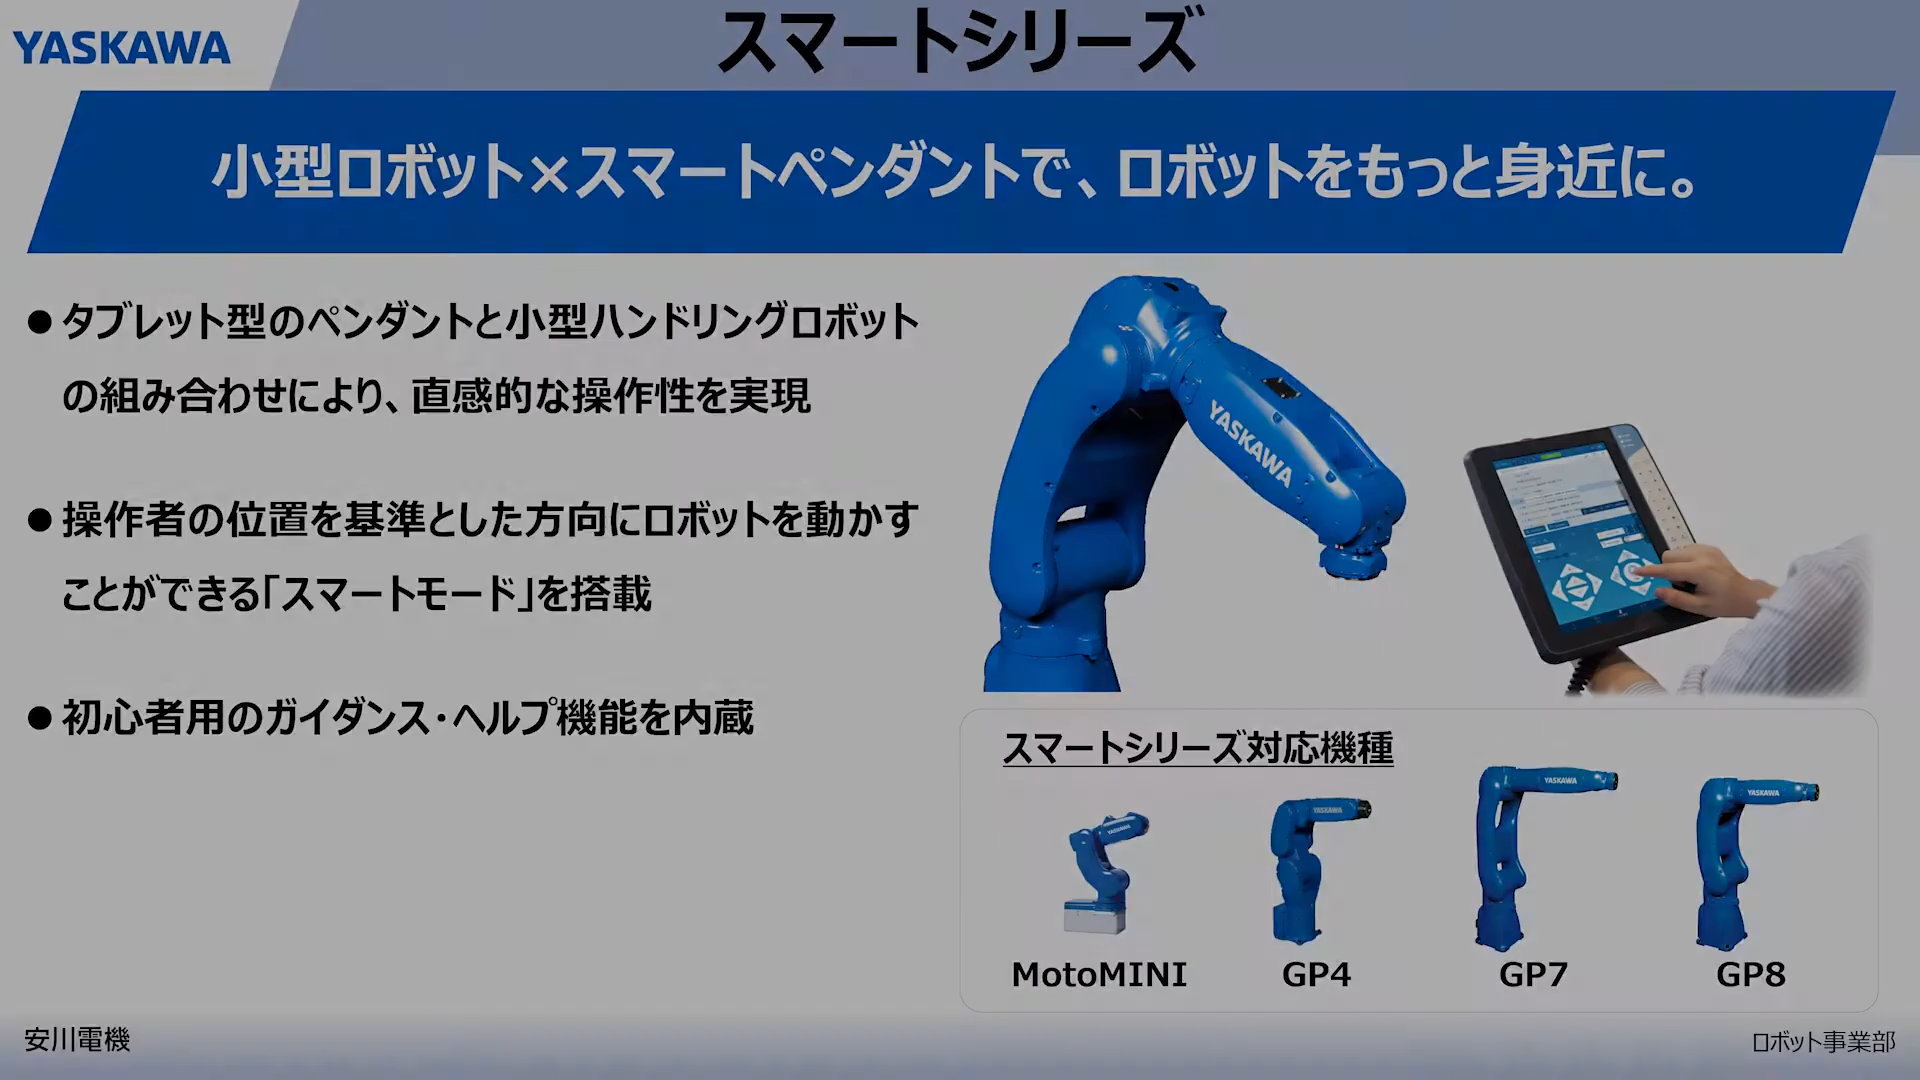 YASKAWA
スマートシリーズ
小型ロボット×スマートペンダントで、ロボットをもっと身近に。
● タブレット型のペンダントと小型ハンドリングロボット
の組み合わせにより、直感的な操作性を実現
● 操作者の位置を基準とした方向にロボットを動かす
ことができる「スマートモード」を搭載
● 初心者用のガイダンス・ヘルプ機能を内蔵
YASKAWA
スマートシリーズ対応機種
YASKAWA
YASKAWA
YASKAWA
YASKAWA
MotoMINI
GP4
GP7
GP8
安川電機
ロボット事業部